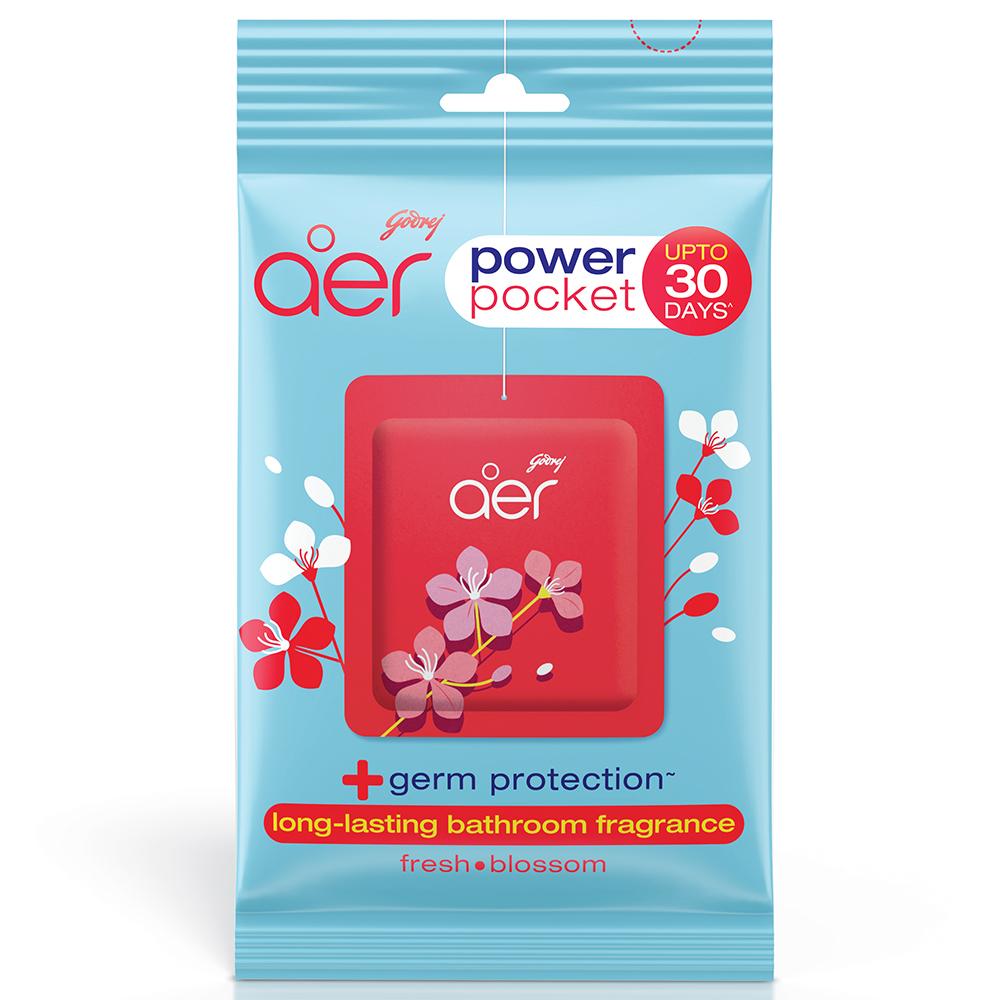 Godrej
aer
power
pocket
UPTO
30
DAYS^
Godrej
aer
+ germ protection~
long-lasting bathroom fragrance
fresh • blossom